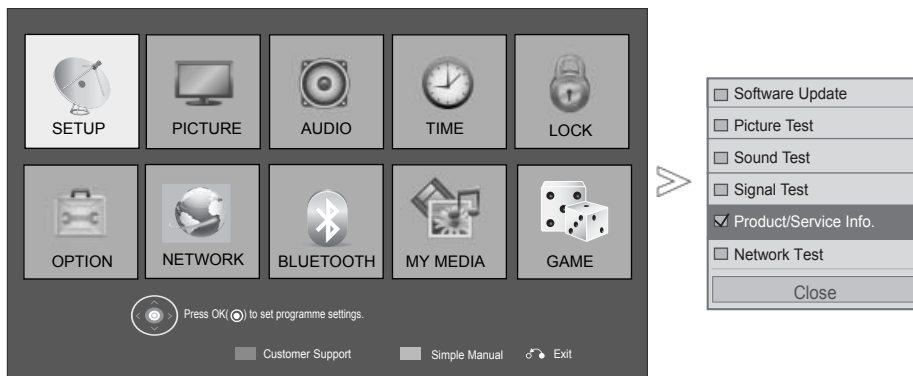 SETUP PICTURE AUDIO TIME LOCK
OPTION NETWORK BLUETOOTH MY MEDIA GAME
Press OK(◉) to set programme settings.
Customer Support Simple Manual Exit
Software Update
Picture Test
Sound Test
Signal Test
Product/Service Info.
Network Test
Close